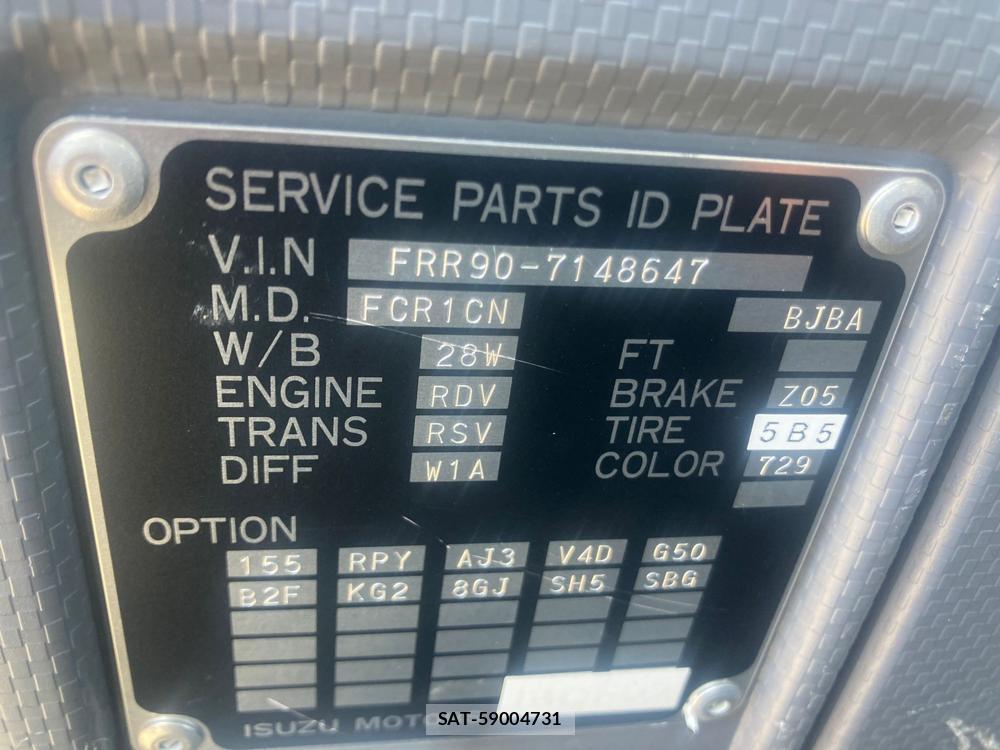 SERVICE PARTS ID PLATE
V.I.N FRR90-7148647
M.D. FCR1CN BJBA
W/B 28W FT
ENGINE RDV BRAKE Z05
TRANS RSV TIRE 5B5
DIFF W1A COLOR 729
OPTION
155 RPY AJ3 V4D G50
B2F KG2 8GJ SH5 SBG
ISUZU
SAT-59004731